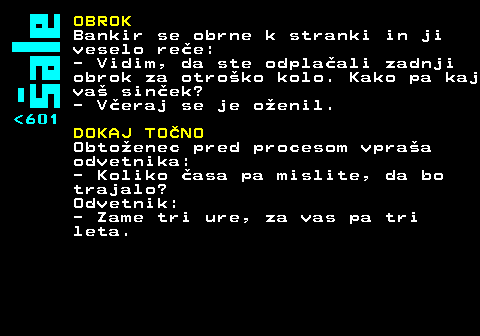 šale
<601
OBROK
Bankir se obrne k stranki in ji
veselo reče:
- Vidim, da ste odplačali zadnji
obrok za otroško kolo. Kako pa kaj
vaš sinček?
- Včeraj se je oženil.
DOKAJ TOČNO
Obtoženec pred procesom vpraša
odvetnika:
- Koliko časa pa mislite, da bo
trajalo?
Odvetnik:
- Zame tri ure, za vas pa tri
leta.